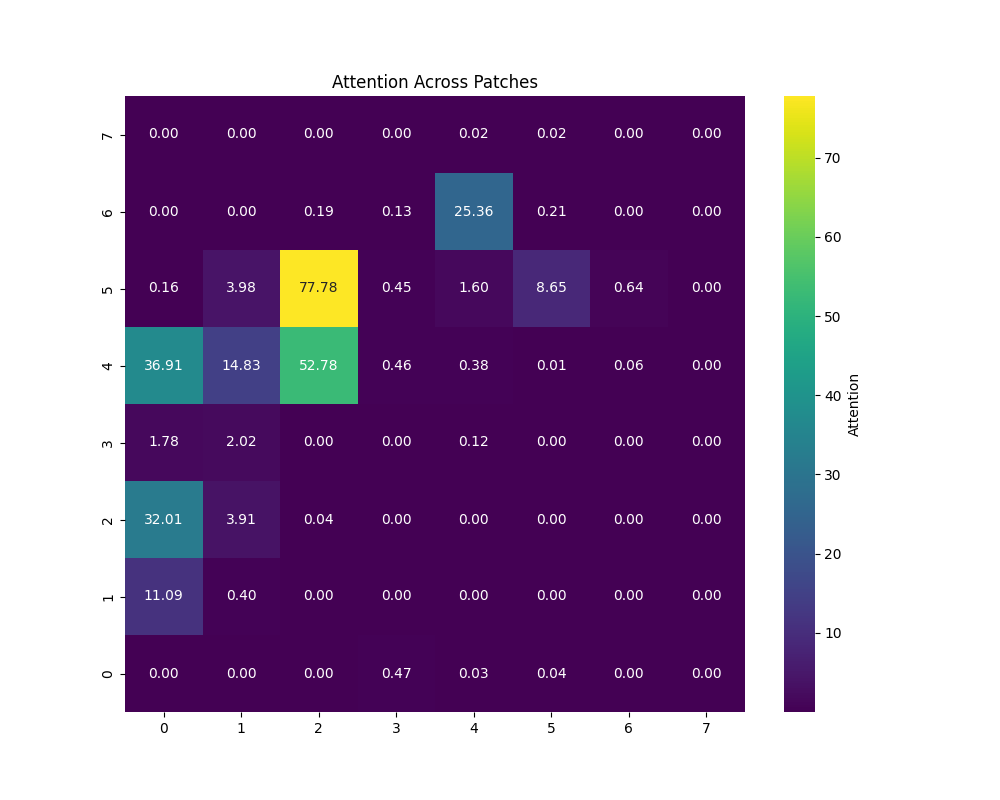 Attention Across Patches
7 0.00 0.00 0.00 0.00 0.02 0.02 0.00 0.00
6 0.00 0.00 0.19 0.13 25.36 0.21 0.00 0.00
5 0.16 3.98 77.78 0.45 1.60 8.65 0.64 0.00
4 36.91 14.83 52.78 0.46 0.38 0.01 0.06 0.00
3 1.78 2.02 0.00 0.00 0.12 0.00 0.00 0.00
2 32.01 3.91 0.04 0.00 0.00 0.00 0.00 0.00
1 11.09 0.40 0.00 0.00 0.00 0.00 0.00 0.00
0 0.00 0.00 0.00 0.47 0.03 0.04 0.00 0.00
0 1 2 3 4 5 6 7
70
60
50
40
30
20
10
Attention